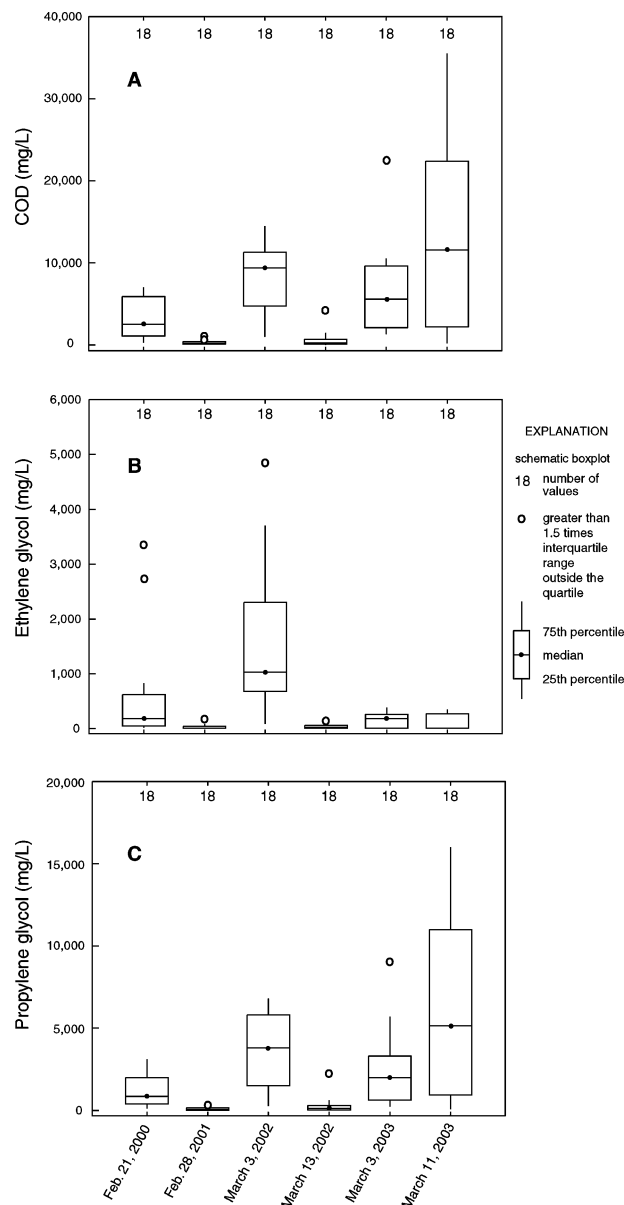 40,000
18 18 18 18 18 18
A
30,000
COD (mg/L)
20,000
10,000
0
6,000
18 18 18 18 18 18
B
5,000
4,000
Ethylene glycol (mg/L)
3,000
2,000
1,000
0
EXPLANATION
schematic boxplot
18 number of
values
greater than
1.5 times
interquartile
range
outside the
quartile
75th percentile
median
25th percentile
20,000
18 18 18 18 18 18
C
15,000
Propylene glycol (mg/L)
10,000
5,000
0
Feb. 21, 2000
Feb. 28, 2001
March 3, 2002
March 13, 2002
March 3, 2003
March 11, 2003